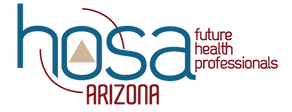 hosa
future
health
professionals
ARIZONA